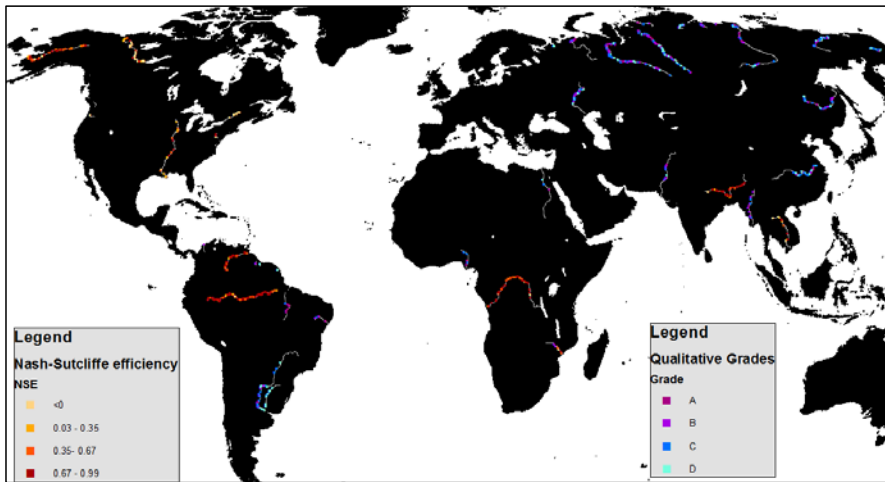 Legend
Nash-Sutcliffe efficiency
NSE
<0
0.03 - 0.35
0.35- 0.67
0.67 - 0.99
Legend
Qualitative Grades
Grade
A
B
C
D